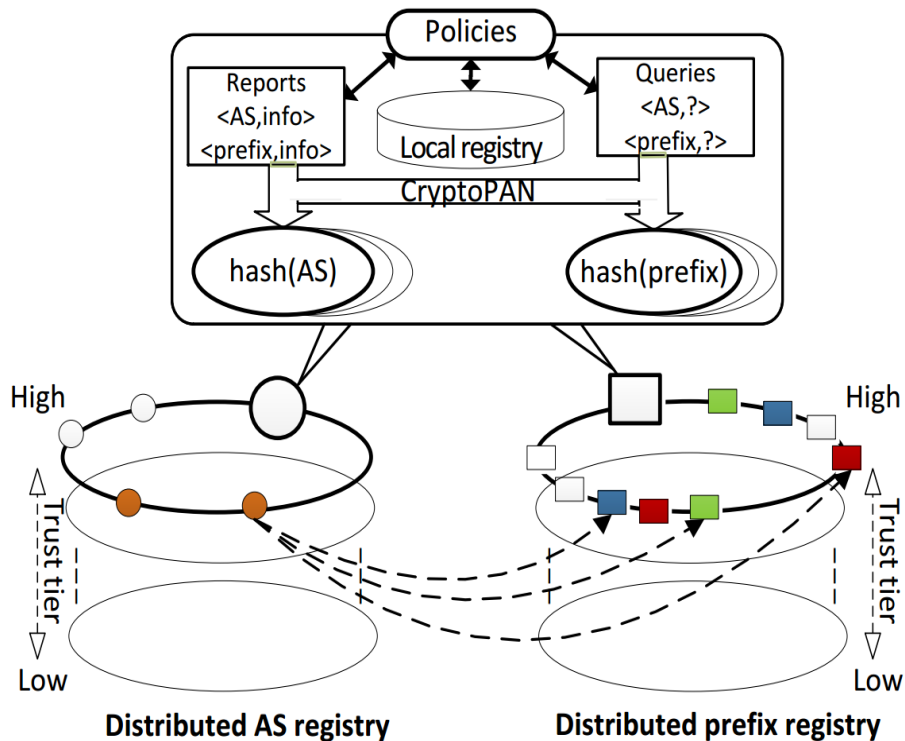 Policies
Reports
<AS,info>
<prefix,info>
Local registry
Queries
<AS,?>
<prefix,?>
CryptoPAN
hash(AS)
hash(prefix)
High
High
Trust tier
Trust tier
Low
Low
Distributed AS registry
Distributed prefix registry